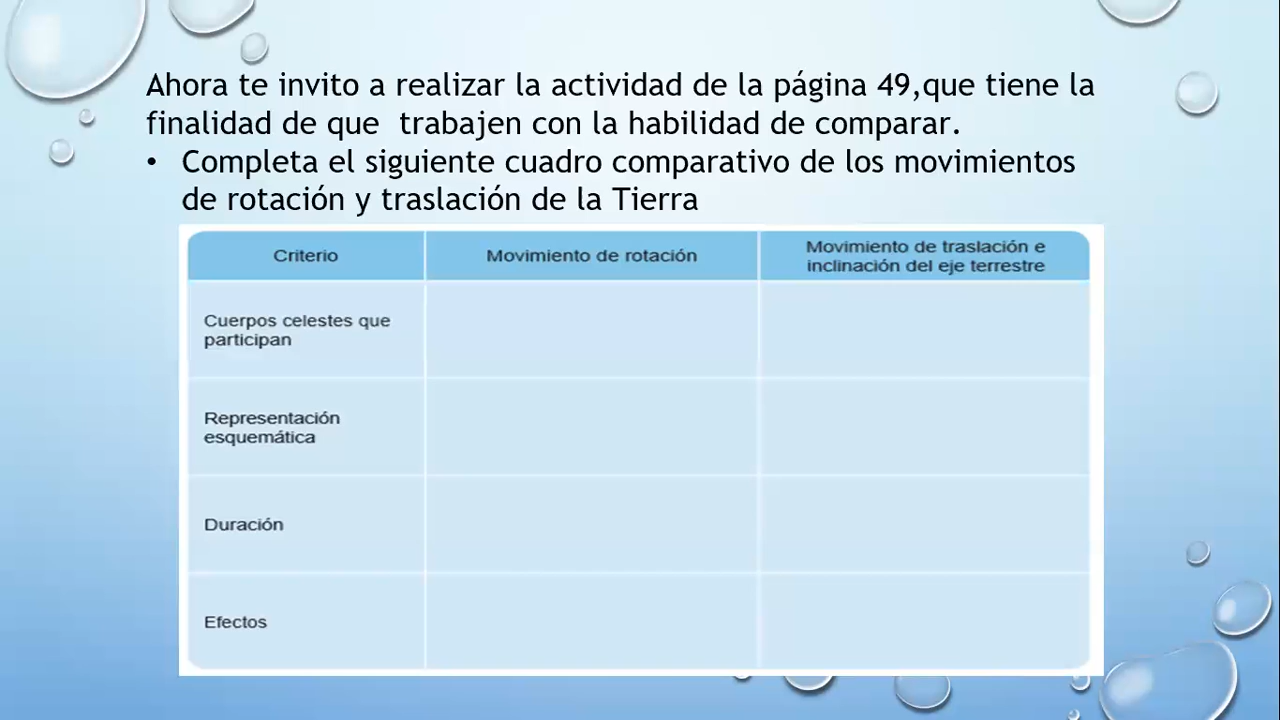 Ahora te invito a realizar la actividad de la página 49,que tiene la
finalidad de que  trabajen con la habilidad de comparar.
• Completa el siguiente cuadro comparativo de los movimientos
de rotación y traslación de la Tierra
Criterio
Movimiento de rotación
Movimiento de traslación e
inclinación del eje terrestre
Cuerpos celestes que
participan
Representación
esquemática
Duración
Efectos